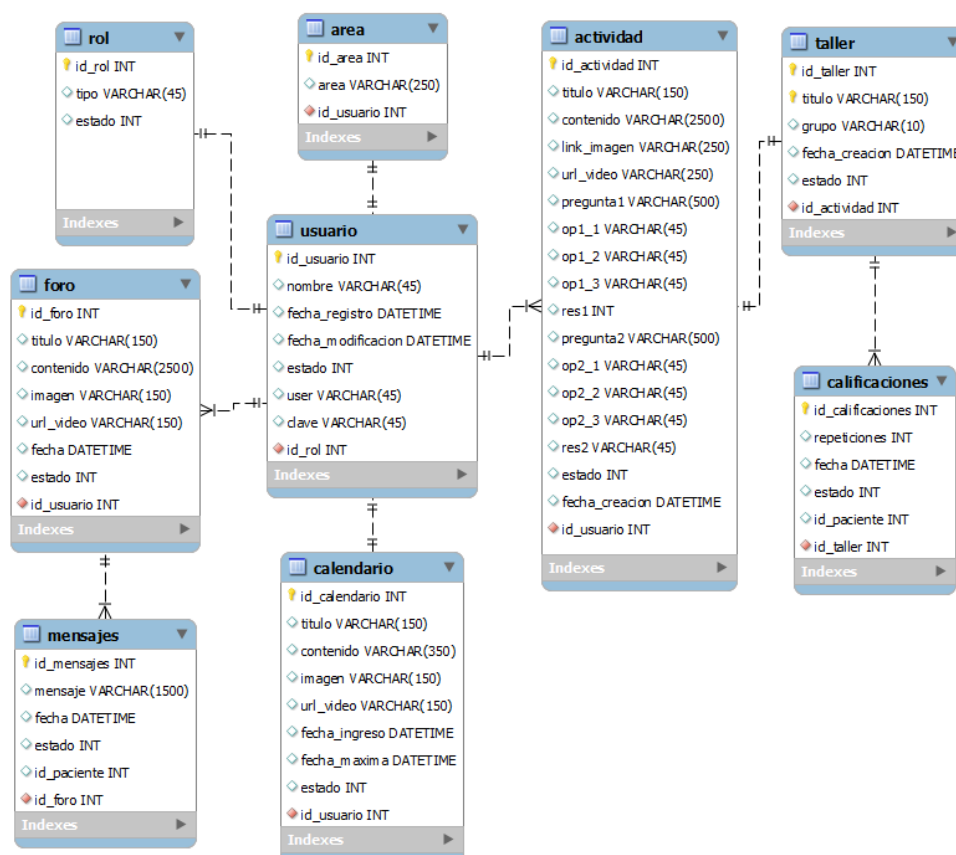 rol
id_rol INT
tipo VARCHAR(45)
estado INT
Indexes
area
id_area INT
area VARCHAR(250)
id_usuario INT
Indexes
actividad
id_actividad INT
titulo VARCHAR(150)
contenido VARCHAR(2500)
link_imagen VARCHAR(250)
url_video VARCHAR(250)
pregunta1 VARCHAR(500)
op1_1 VARCHAR(45)
op1_2 VARCHAR(45)
op1_3 VARCHAR(45)
res1 INT
pregunta2 VARCHAR(500)
op2_1 VARCHAR(45)
op2_2 VARCHAR(45)
op2_3 VARCHAR(45)
res2 VARCHAR(45)
estado INT
fecha_creacion DATETIME
id_usuario INT
Indexes
taller
id_taller INT
titulo VARCHAR(150)
grupo VARCHAR(10)
fecha_creacion DATETIME
estado INT
id_actividad INT
Indexes
usuario
id_usuario INT
nombre VARCHAR(45)
fecha_registro DATETIME
fecha_modificacion DATETIME
estado INT
user VARCHAR(45)
clave VARCHAR(45)
id_rol INT
Indexes
foro
id_foro INT
titulo VARCHAR(150)
contenido VARCHAR(2500)
imagen VARCHAR(150)
url_video VARCHAR(150)
fecha DATETIME
estado INT
id_usuario INT
Indexes
calificaciones
id_calificaciones INT
repeticiones INT
fecha DATETIME
estado INT
id_paciente INT
id_taller INT
Indexes
calendario
id_calendario INT
titulo VARCHAR(150)
contenido VARCHAR(350)
imagen VARCHAR(150)
url_video VARCHAR(150)
fecha_ingreso DATETIME
fecha_maxima DATETIME
estado INT
id_usuario INT
Indexes
mensajes
id_mensajes INT
mensaje VARCHAR(1500)
fecha DATETIME
estado INT
id_paciente INT
id_foro INT
Indexes